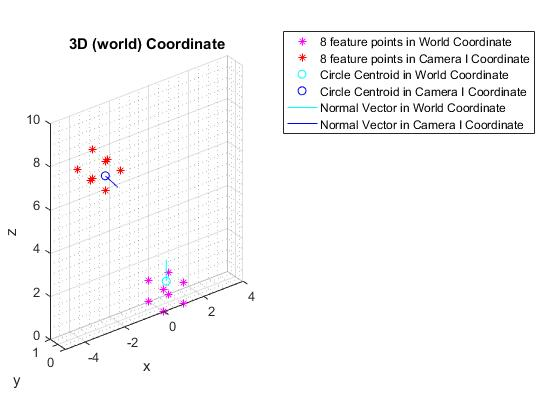 3D (world) Coordinate
8 feature points in World Coordinate
8 feature points in Camera I Coordinate
Circle Centroid in World Coordinate
Circle Centroid in Camera I Coordinate
Normal Vector in World Coordinate
Normal Vector in Camera I Coordinate
10
8
6
4
2
0
z
1
0
y
-4
-2
0
2
4
x